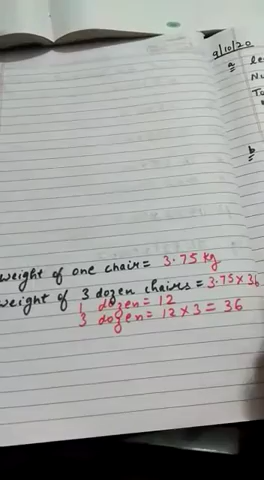 9/10/20
a
b
weight of one chair = 3.75 kg
weight of 3 dozen chairs = 3.75 x 36
1 dozen = 12
3 dozen = 12 x 3 = 36